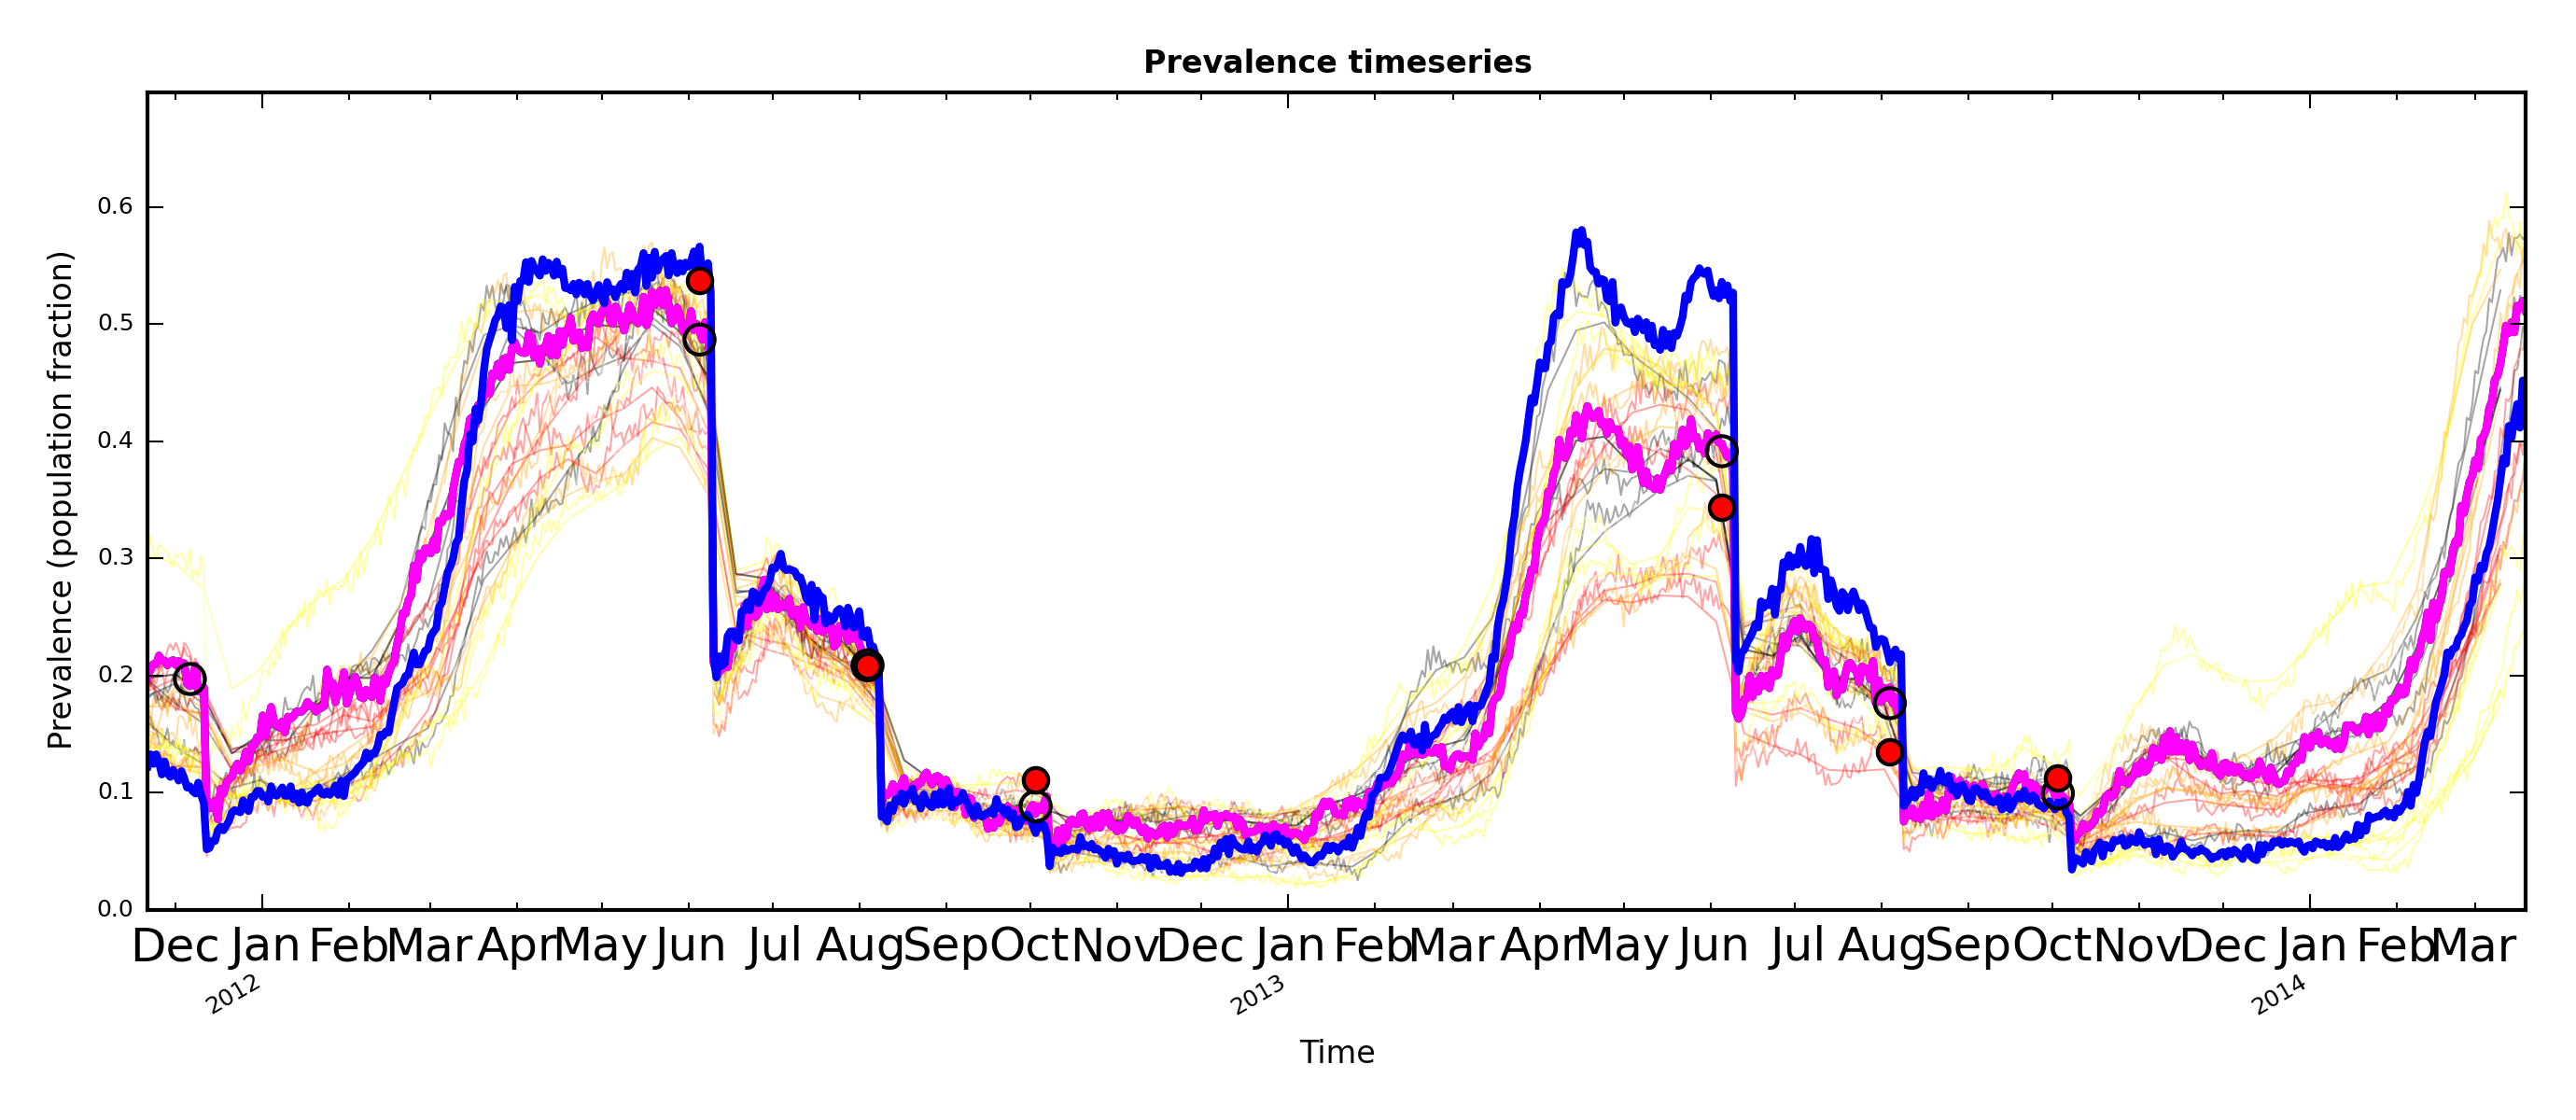 Prevalence timeseries
Prevalence (population fraction)
0.6
0.5
0.4
0.3
0.2
0.1
0.0
Dec Jan Feb Mar Apr May Jun Jul Aug Sep Oct Nov Dec Jan Feb Mar Apr May Jun Jul Aug Sep Oct Nov Dec Jan Feb Mar
2012 2013 2014
Time